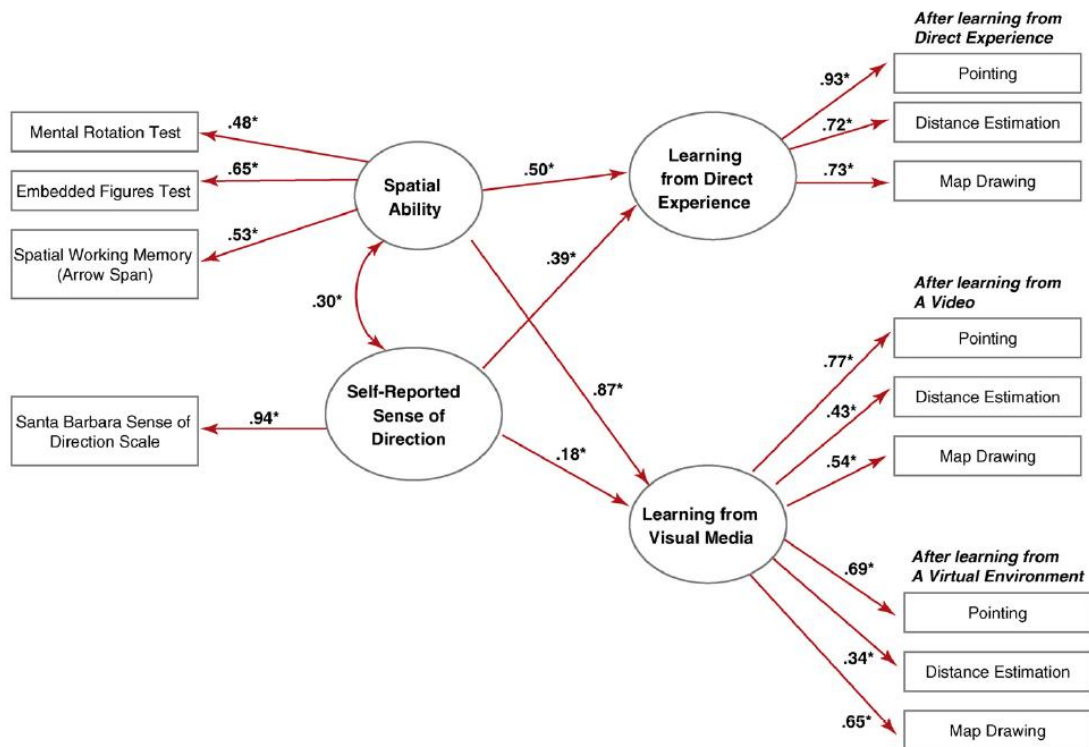 After learning from
Direct Experience
Pointing
.93*
Distance Estimation
.72*
Map Drawing
.73*
Mental Rotation Test
.48*
Embedded Figures Test
.65*
Spatial Working Memory
(Arrow Span)
.53*
Spatial
Ability
.50*
Learning
from Direct
Experience
.39*
.30*
Self-Reported
Sense of
Direction
Santa Barbara Sense of
Direction Scale
.94*
.87*
.18*
Learning from
Visual Media
After learning from
A Video
Pointing
.77*
Distance Estimation
.43*
Map Drawing
.54*
After learning from
A Virtual Environment
.69*
Pointing
.34*
Distance Estimation
.65*
Map Drawing